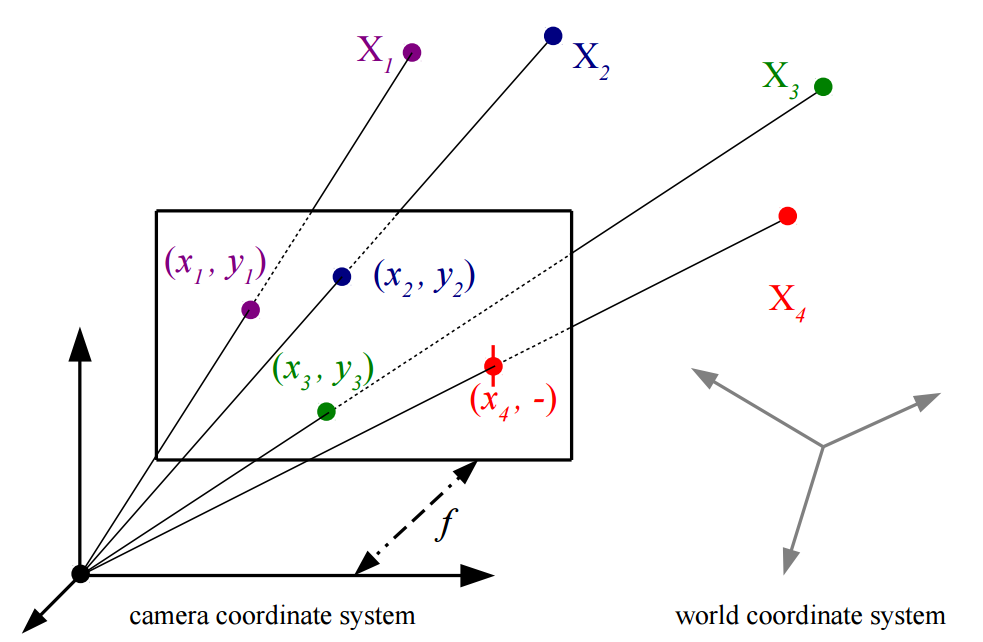 X1
X2
X3
(x1, y1)
(x2, y2)
X4
(x3, y3)
(x4, -)
f
camera coordinate system
world coordinate system